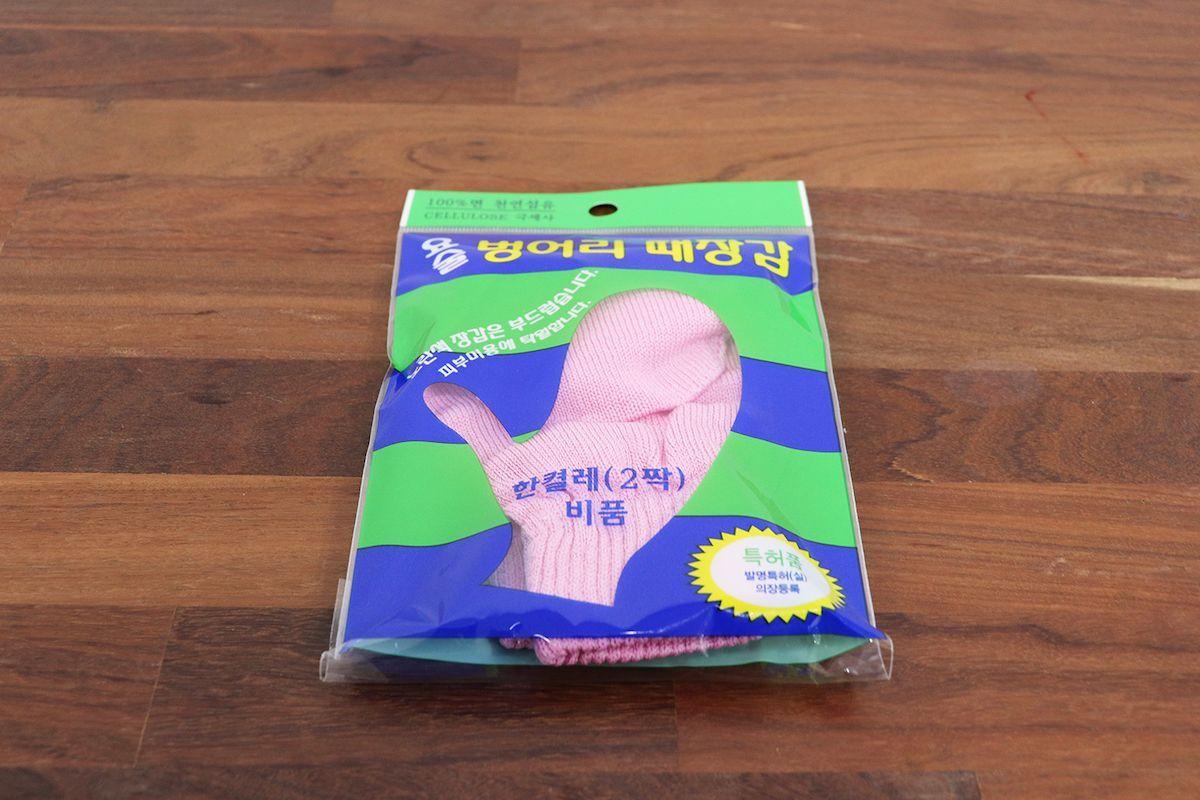 100%면 천연섬유
CELLULOSE 극세사
요술 벙어리 때장갑
장갑은 부드럽습니다.
피부미용에 탁월합니다.
한켤레(2짝)
비품
특허품
발명특허(실)
의장등록